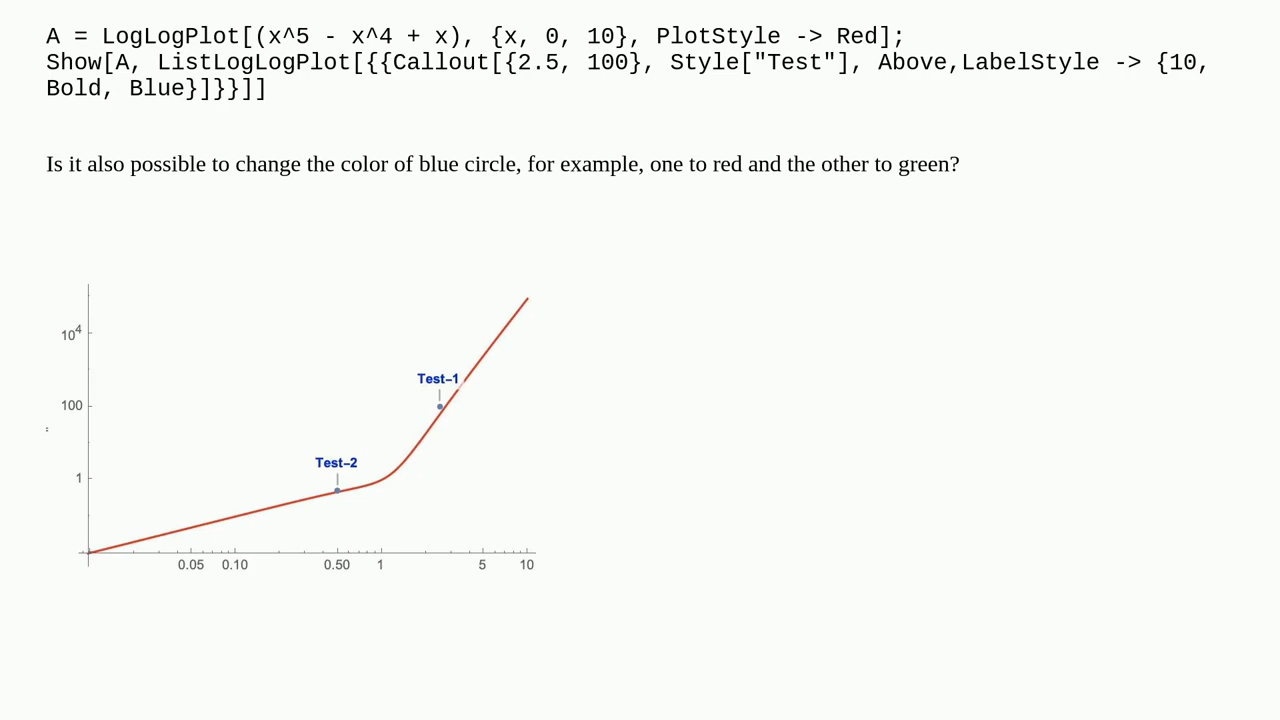 A = LogLogPlot[(x^5 - x^4 + x), {x, 0, 10}, PlotStyle -> Red];
Show[A, ListLogLogPlot[{{Callout[{2.5, 100}, Style["Test"], Above,LabelStyle -> {10,
Bold, Blue}]}}]]
Is it also possible to change the color of blue circle, for example, one to red and the other to green?
10^4
Test-1
100
Test-2
1
0.05 0.10 0.50 1 5 10